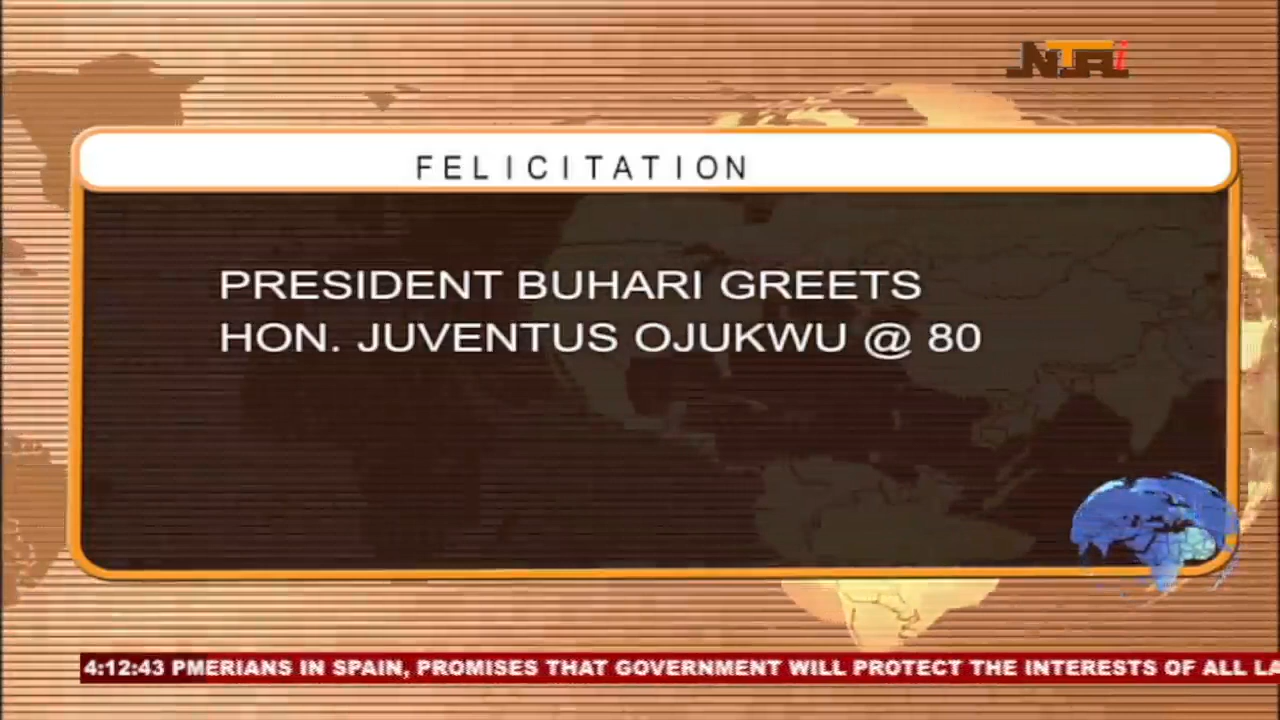 NTAi
FELICITATION
PRESIDENT BUHARI GREETS
HON. JUVENTUS OJUKWU @ 80
4:12:43 PMERIANS IN SPAIN, PROMISES THAT GOVERNMENT WILL PROTECT THE INTERESTS OF ALL LA